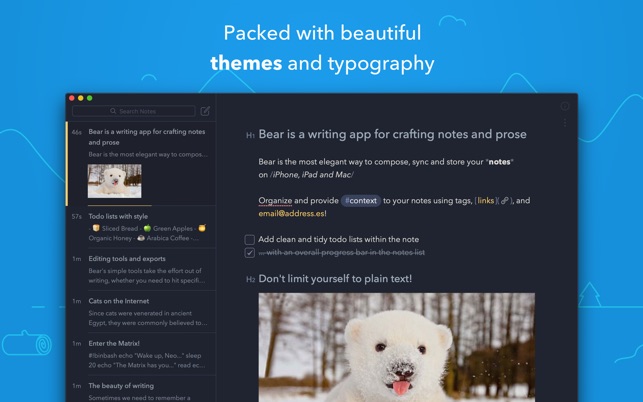 Packed with beautiful
themes and typography
Search Notes
46s Bear is a writing app for crafting notes
and prose
Bear is the most elegant way to compos...
57s Todo lists with style
- Sliced Bread - Green Apples -
Organic Honey - Arabica Coffee -...
1m Editing tools and exports
Bear's simple tools take the effort out of
writing, whether you need to hit specifi...
1m Cats on the Internet
Since cats were venerated in ancient
Egypt, they were commonly believed to...
1m Enter the Matrix!
#!bin/bash echo "Wake up, Neo..." sleep
20 echo "The Matrix has you..." read ec...
1m The beauty of writing
Sometimes we need to remember a
H1 Bear is a writing app for crafting notes and prose
Bear is the most elegant way to compose, sync and store your *notes*
on /iPhone, iPad and Mac/
Organize and provide #context to your notes using tags, [links]( ), and
email@address.es!
Add clean and tidy todo lists within the note
... with an overall progress bar in the notes list
H2 Don't limit yourself to plain text!